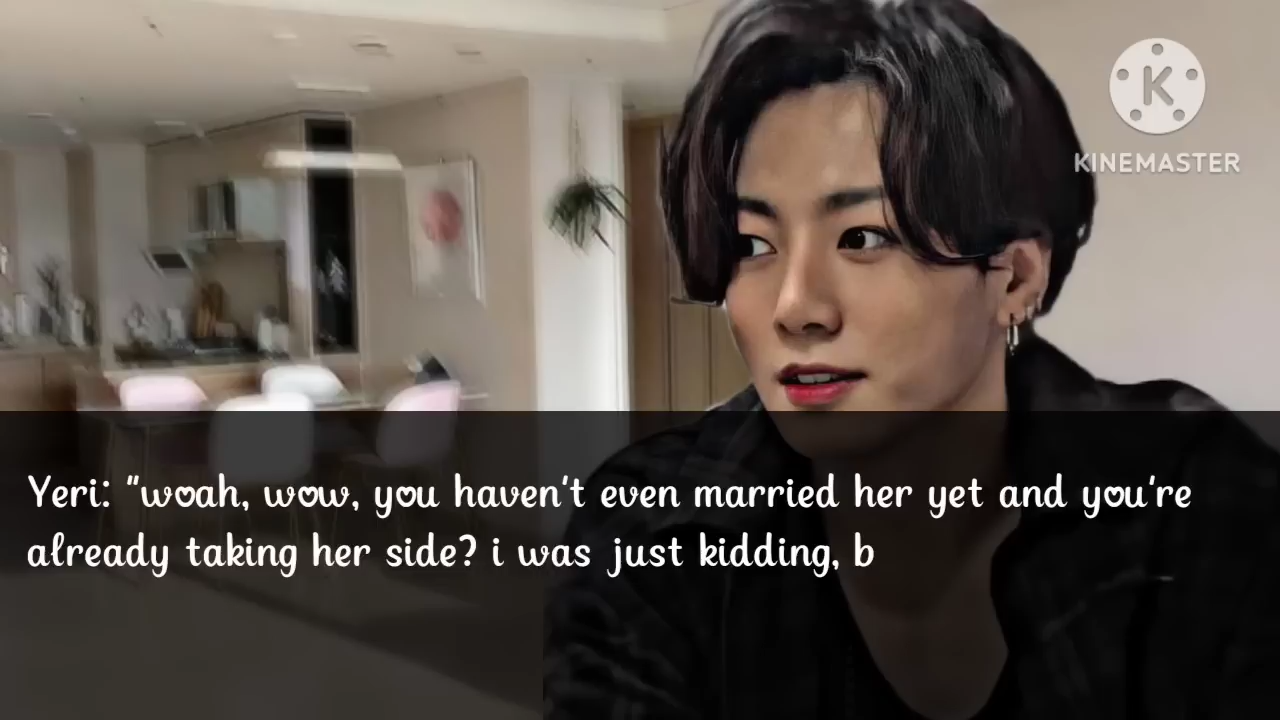 KINEMASTER
Yeri: "woah, wow, you haven't even married her yet and you're
already taking her side? i was just kidding, b